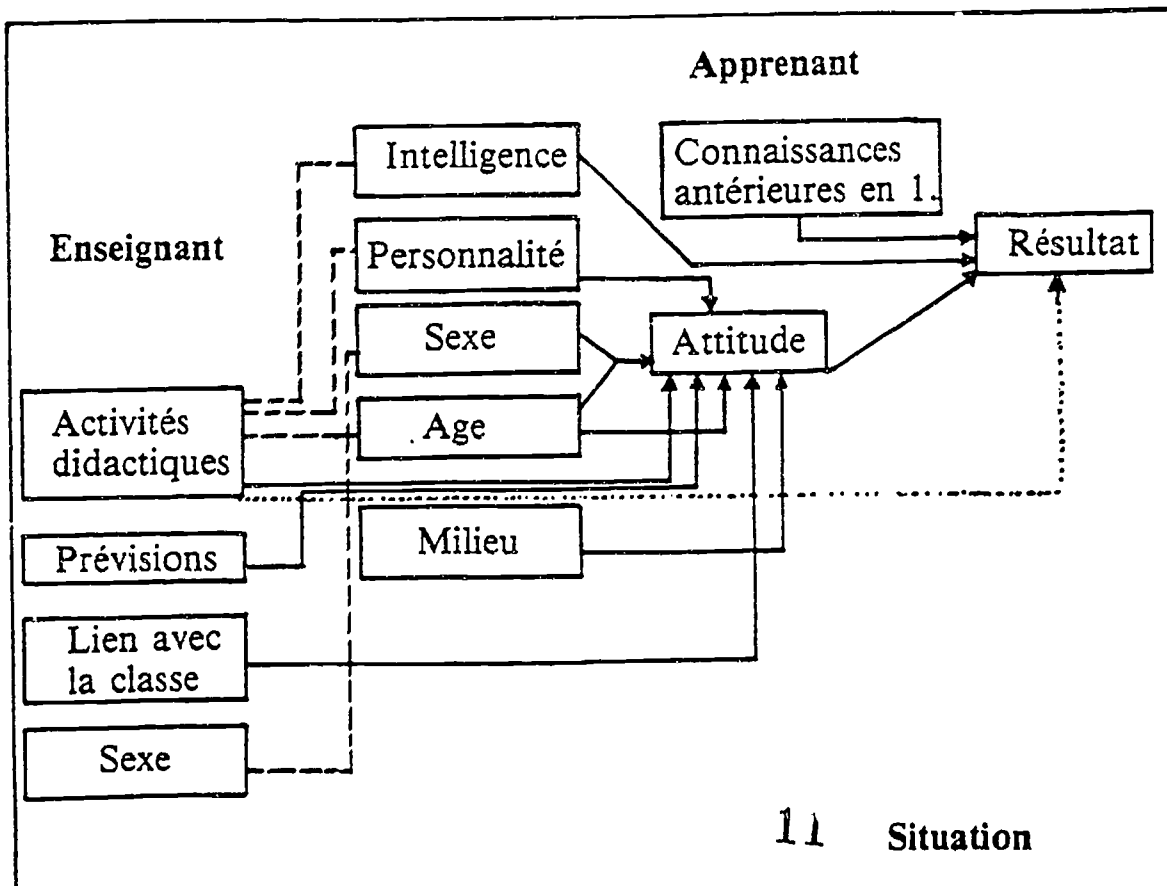 Apprenant
Intelligence
Connaissances
antérieures en 1.
Enseignant
Personnalité
Résultat
Sexe
Attitude
Activités
didactiques
Age
Prévisions
Milieu
Lien avec
la classe
Sexe
11 Situation